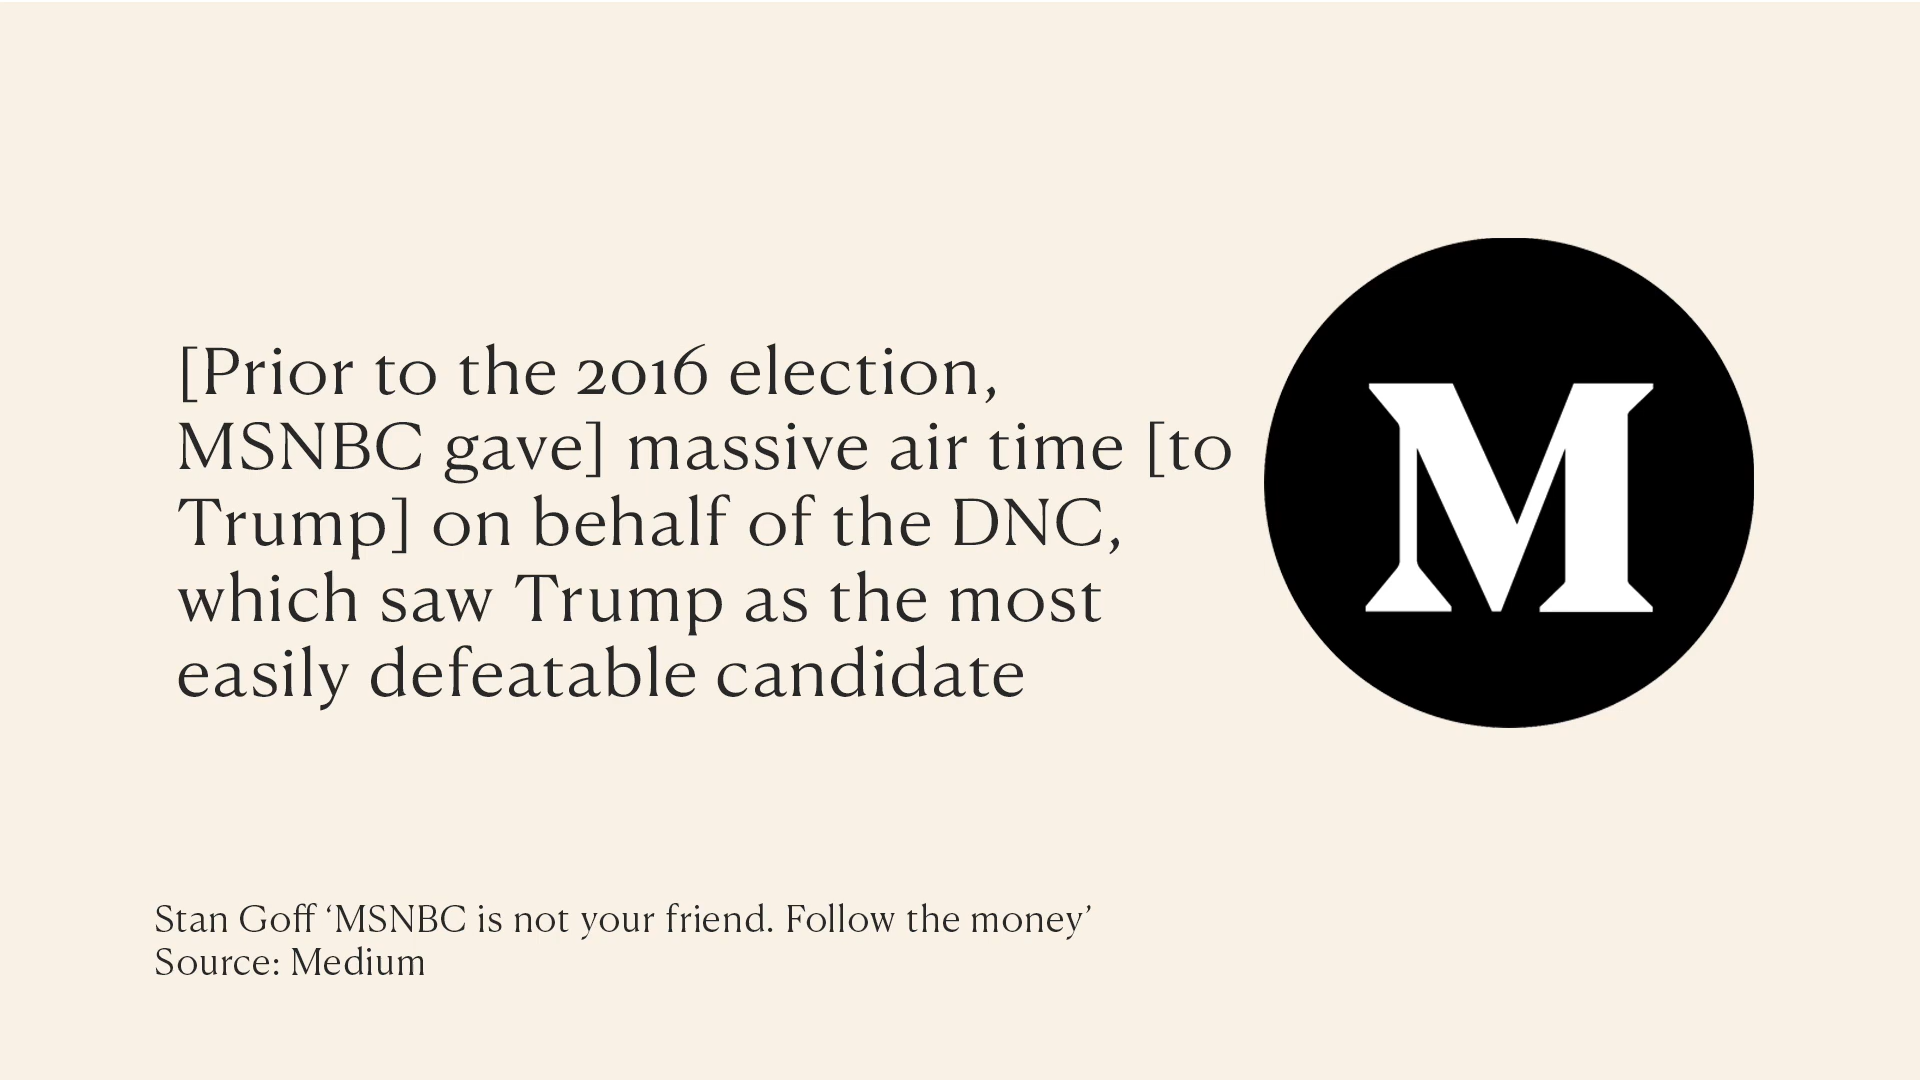 [Prior to the 2016 election,
MSNBC gave] massive air time [to
Trump] on behalf of the DNC,
which saw Trump as the most
easily defeatable candidate
M
Stan Goff ‘MSNBC is not your friend. Follow the money’
Source: Medium